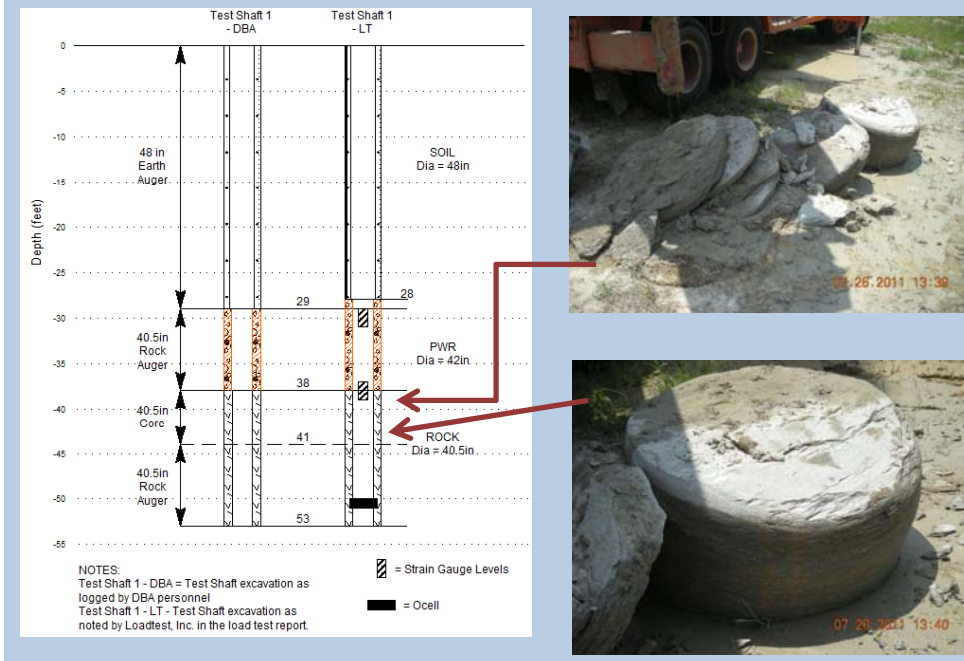 Test Shaft 1
- DBA
Test Shaft 1
- LT
Depth (feet)
0
-5
-10
-15
-20
-25
-30
-35
-40
-45
-50
-55
48 in
Earth
Auger
40.5in
Rock
Auger
40.5in
Core
40.5in
Rock
Auger
29
28
38
41
53
SOIL
Dia = 48in
PWR
Dia = 42in.
ROCK
Dia = 40.5in
NOTES:
Test Shaft 1 - DBA = Test Shaft excavation as
logged by DBA personnel
Test Shaft 1 - LT - Test Shaft excavation as
noted by Loadtest, Inc. in the load test report.
= Strain Gauge Levels
= Ocell
07.26.2011 13:39
07.26.2011 13:40